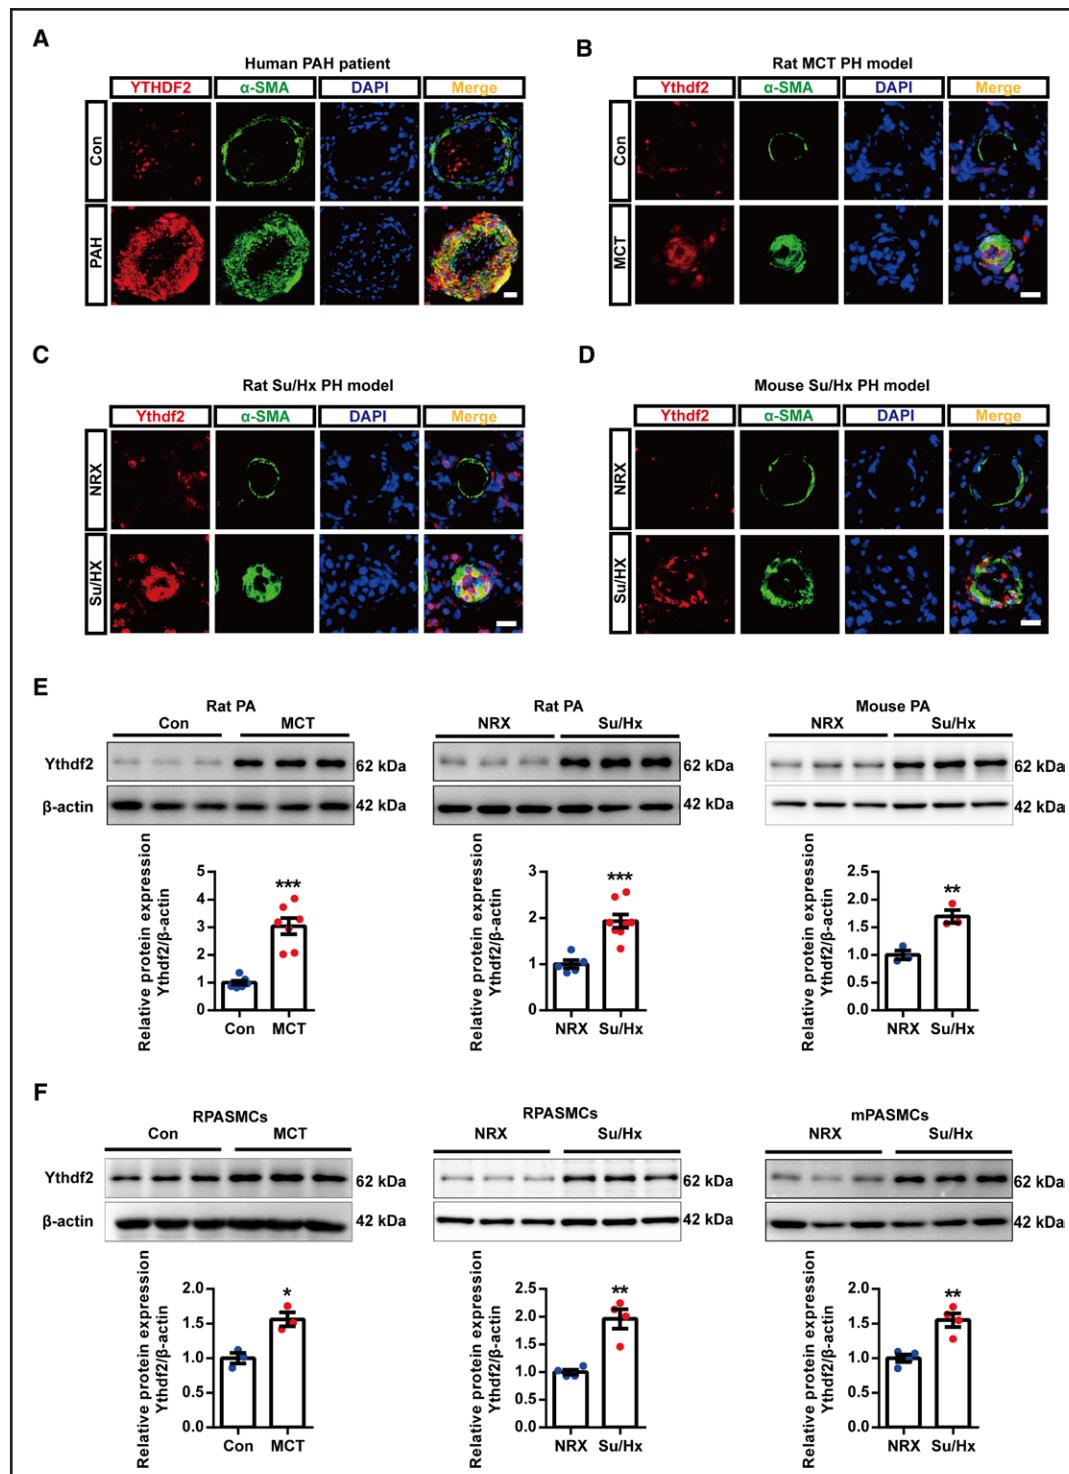 A
Human PAH patient
YTHDF2 α-SMA DAPI Merge
Con
PAH
B
Rat MCT PH model
Ythdf2 α-SMA DAPI Merge
Con
MCT
C
Rat Su/Hx PH model
Ythdf2 α-SMA DAPI Merge
NRX
Su/HX
D
Mouse Su/Hx PH model
Ythdf2 α-SMA DAPI Merge
NRX
Su/HX
E
Rat PA
Con MCT
Ythdf2 62 kDa
β-actin 42 kDa
Relative protein expression
Ythdf2/β-actin
5
4
3
2
1
0
***
Con MCT
Rat PA
NRX Su/Hx
62 kDa
42 kDa
Relative protein expression
Ythdf2/β-actin
3
2
1
0
***
NRX Su/Hx
Mouse PA
NRX Su/Hx
62 kDa
42 kDa
Relative protein expression
Ythdf2/β-actin
2.5
2.0
1.5
1.0
0.5
0.0
**
NRX Su/Hx
F
RPASMCs
Con MCT
Ythdf2 62 kDa
β-actin 42 kDa
Relative protein expression
Ythdf2/β-actin
2.0
1.5
1.0
0.5
0.0
*
Con MCT
RPASMCs
NRX Su/Hx
62 kDa
42 kDa
Relative protein expression
Ythdf2/β-actin
2.5
2.0
1.5
1.0
0.5
0.0
**
NRX Su/Hx
mPASMCs
NRX Su/Hx
62 kDa
42 kDa
Relative protein expression
Ythdf2/β-actin
2.0
1.5
1.0
0.5
0.0
**
NRX Su/Hx